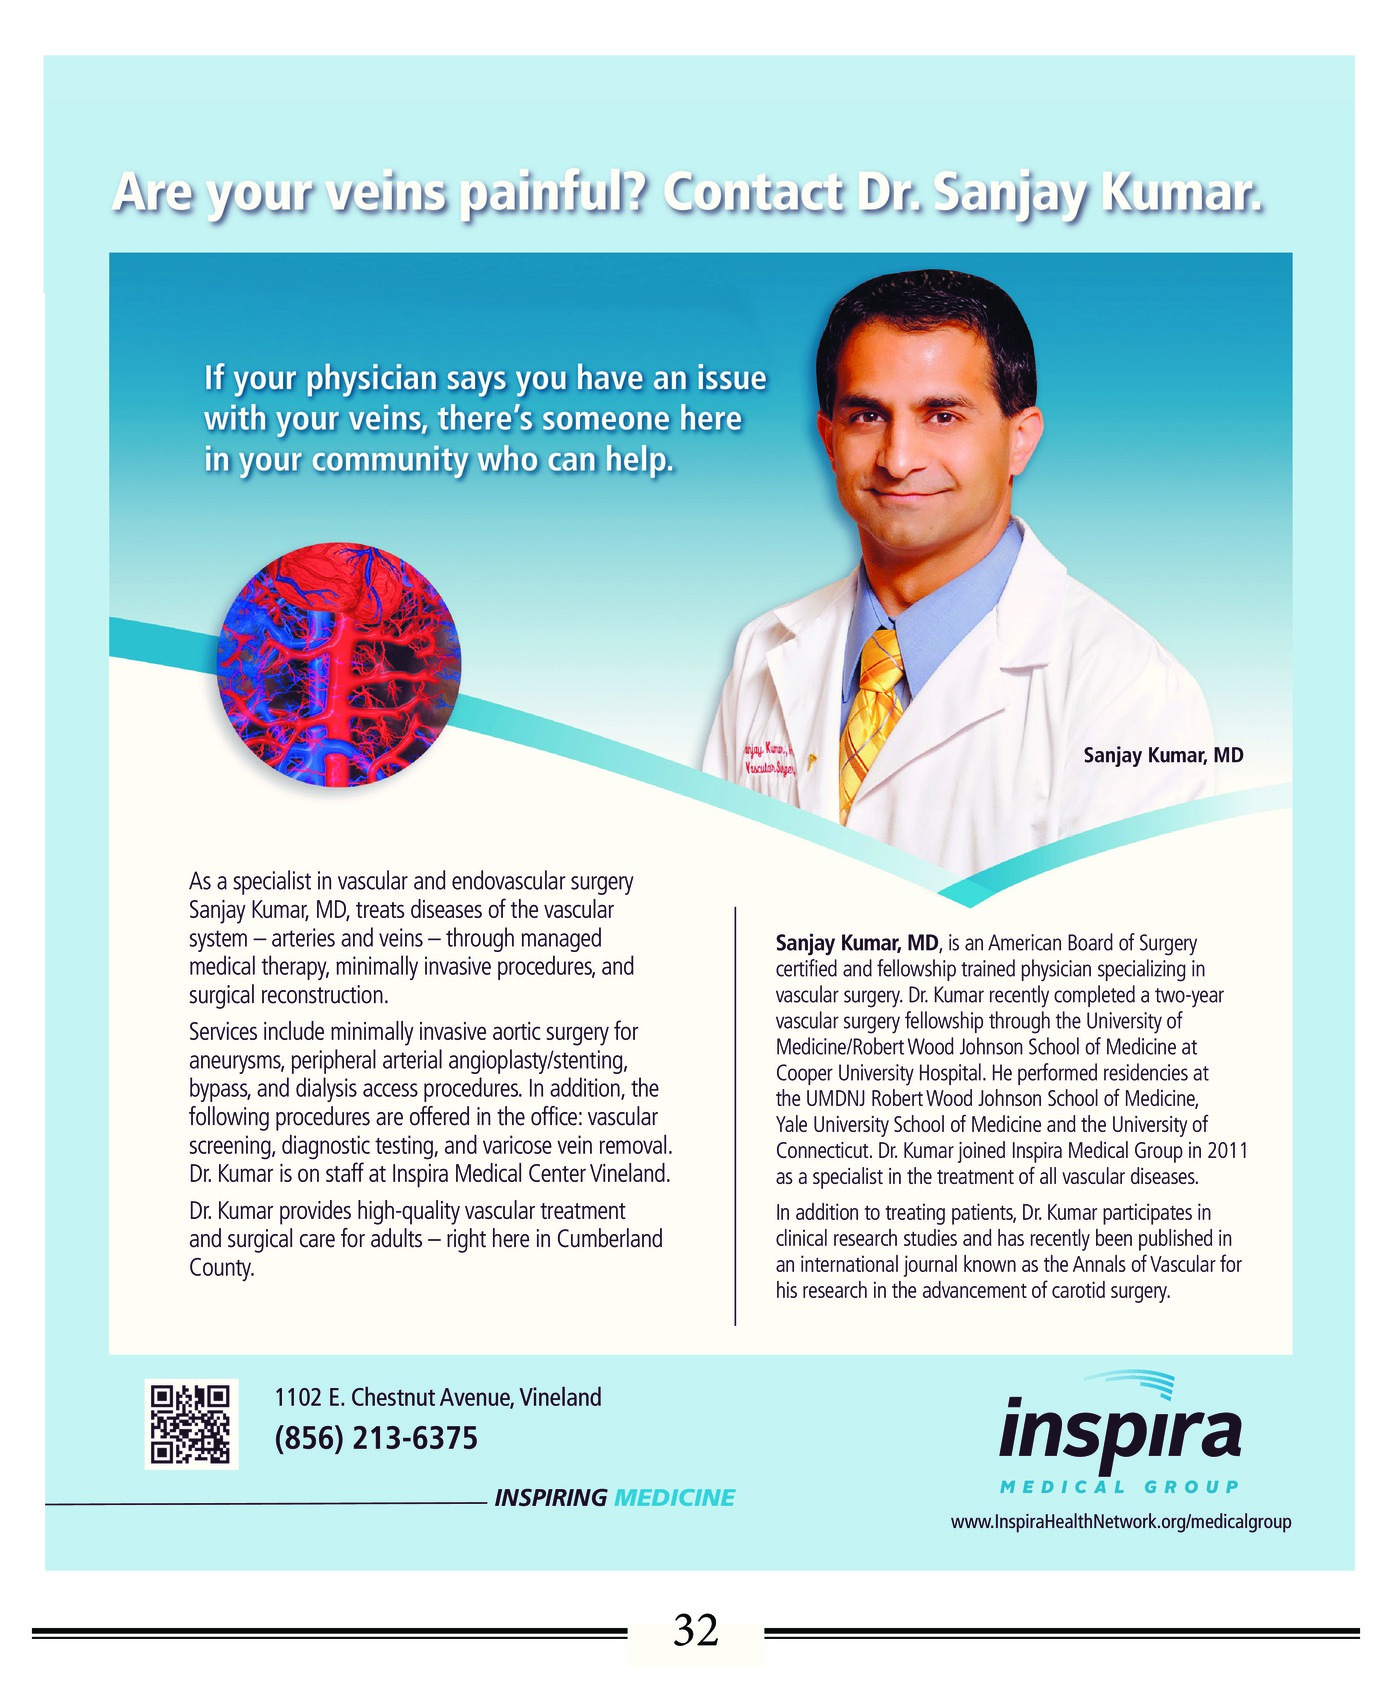 Are your veins painful? Contact Dr. Sanjay Kumar.
If your physician says you have an issue
with your veins, there's someone here
in your community who can help.
Sanjay Kumar, MD
As a specialist in vascular and endovascular surgery
Sanjay Kumar, MD, treats diseases of the vascular
system – arteries and veins – through managed
medical therapy, minimally invasive procedures, and
surgical reconstruction.
Services include minimally invasive aortic surgery for
aneurysms, peripheral arterial angioplasty/stenting,
bypass, and dialysis access procedures. In addition, the
following procedures are offered in the office: vascular
screening, diagnostic testing, and varicose vein removal.
Dr. Kumar is on staff at Inspira Medical Center Vineland.
Dr. Kumar provides high-quality vascular treatment
and surgical care for adults – right here in Cumberland
County.
Sanjay Kumar, MD, is an American Board of Surgery
certified and fellowship trained physician specializing in
vascular surgery. Dr. Kumar recently completed a two-year
vascular surgery fellowship through the University of
Medicine/Robert Wood Johnson School of Medicine at
Cooper University Hospital. He performed residencies at
the UMDNJ Robert Wood Johnson School of Medicine,
Yale University School of Medicine and the University of
Connecticut. Dr. Kumar joined Inspira Medical Group in 2011
as a specialist in the treatment of all vascular diseases.
In addition to treating patients, Dr. Kumar participates in
clinical research studies and has recently been published in
an international journal known as the Annals of Vascular for
his research in the advancement of carotid surgery.
1102 E. Chestnut Avenue, Vineland
(856) 213-6375
INSPIRING MEDICINE
inspira
MEDICAL GROUP
www.InspiraHealthNetwork.org/medicalgroup
32